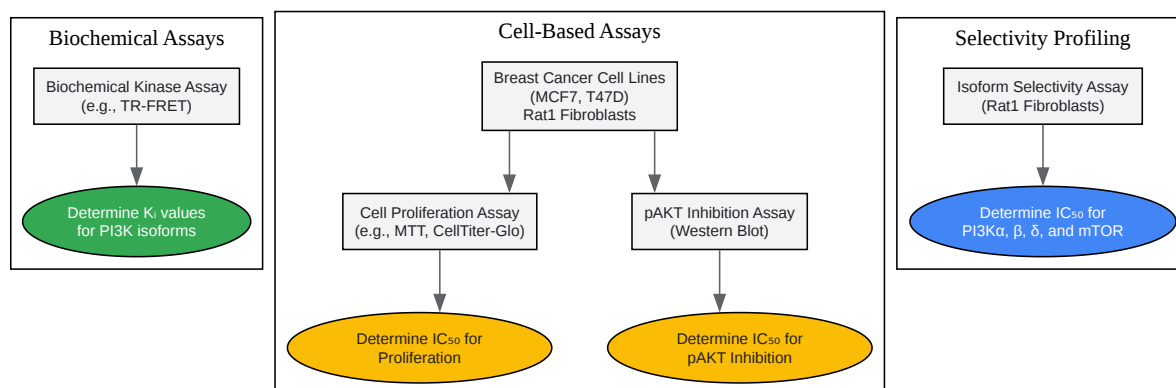 Biochemical Assays
Biochemical Kinase Assay
(e.g., TR-FRET)
Determine Kᵢ values
for PI3K isoforms
Cell-Based Assays
Breast Cancer Cell Lines
(MCF7, T47D)
Rat1 Fibroblasts
Cell Proliferation Assay
(e.g., MTT, CellTiter-Glo)
pAKT Inhibition Assay
(Western Blot)
Determine IC₅₀ for
Proliferation
Determine IC₅₀ for
pAKT Inhibition
Selectivity Profiling
Isoform Selectivity Assay
(Rat1 Fibroblasts)
Determine IC₅₀ for
PI3Kα, β, δ, and mTOR